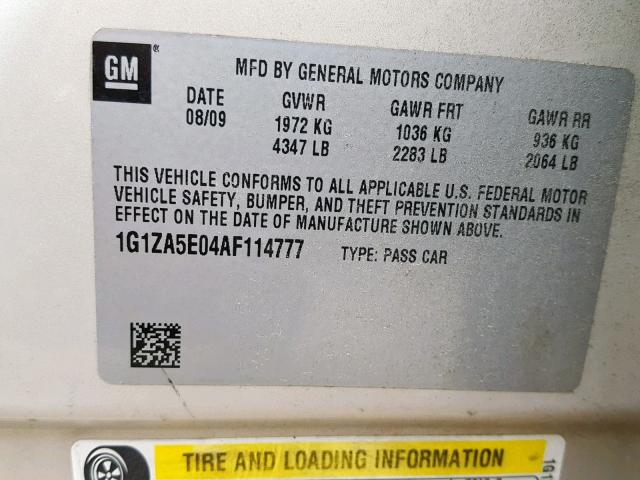 GM
®
MFD BY GENERAL MOTORS COMPANY
DATE GVWR GAWR FRT GAWR RR
08/09 1972 KG 1036 KG 936 KG
4347 LB 2283 LB 2064 LB
THIS VEHICLE CONFORMS TO ALL APPLICABLE U.S. FEDERAL MOTOR
VEHICLE SAFETY, BUMPER, AND THEFT PREVENTION STANDARDS IN
EFFECT ON THE DATE OF MANUFACTURE SHOWN ABOVE.
1G1ZA5E04AF114777 TYPE: PASS CAR
TIRE AND LOADING INFORMATION
1G1